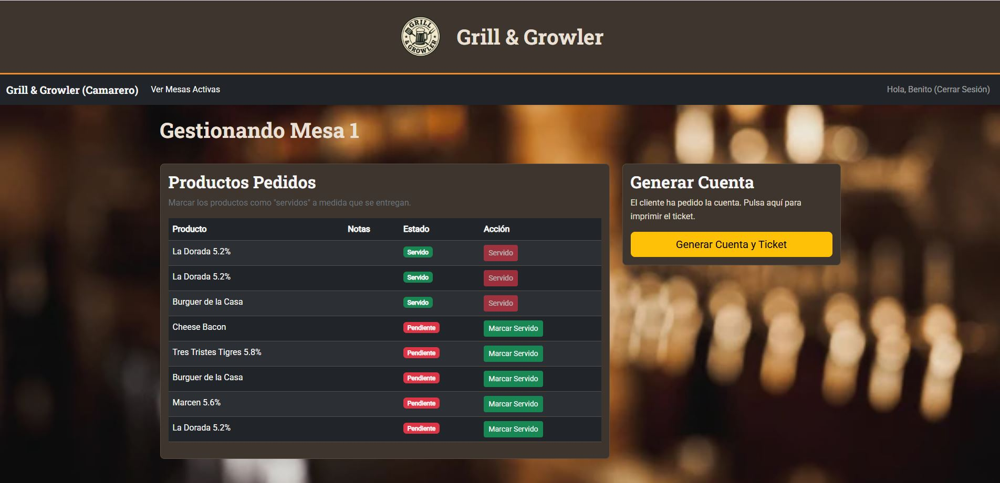 GRILL
& GROWLER
Grill & Growler
Grill & Growler (Camarero) Ver Mesas Activas Hola, Benito (Cerrar Sesión)
Gestionando Mesa 1
Productos Pedidos
Marcar los productos como "servidos" a medida que se entregan.
Producto Notas Estado Acción
La Dorada 5.2% Servido Servido
La Dorada 5.2% Servido Servido
Burguer de la Casa Servido Servido
Cheese Bacon Pendiente Marcar Servido
Tres Tristes Tigres 5.8% Pendiente Marcar Servido
Burguer de la Casa Pendiente Marcar Servido
Marcen 5.6% Pendiente Marcar Servido
La Dorada 5.2% Pendiente Marcar Servido
Generar Cuenta
El cliente ha pedido la cuenta. Pulsa aquí para
imprimir el ticket.
Generar Cuenta y Ticket